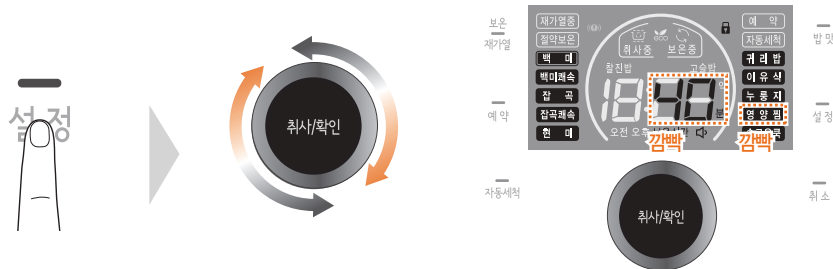 설정
취사/확인
보온
재가열
예약
자동세척
재가열중
절약보온
백 미
백미쾌속
잡 곡
잡곡쾌속
현 미
취사중
eco
보온중
찰진밥
고슬밥
18
40
분
오전 오후
깜빡
예 약
자동세척
귀리밥
이유식
누룽지
영양찜
깜빡
밥맛
설정
취소
취사/확인